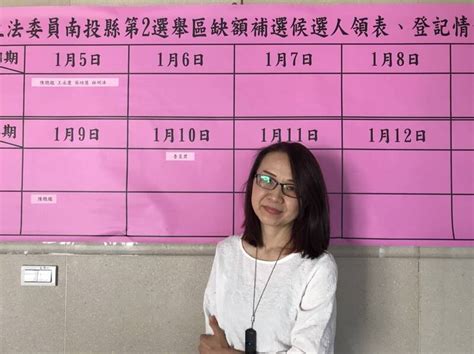 立法委員南投縣第2選舉區缺額補選候選人領表、登記情
期 1月5日 1月6日 1月7日 1月8日
期 1月9日 1月10日 1月11日 1月12日